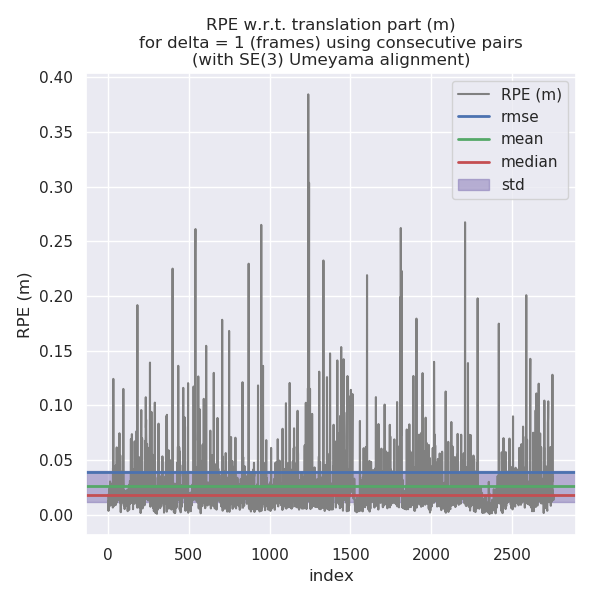 RPE w.r.t. translation part (m)
for delta = 1 (frames) using consecutive pairs
(with SE(3) Umeyama alignment)
0.40
0.35
0.30
0.25
0.20
0.15
0.10
0.05
0.00
RPE (m)
RPE (m)
rmse
mean
median
std
0 500 1000 1500 2000 2500
index